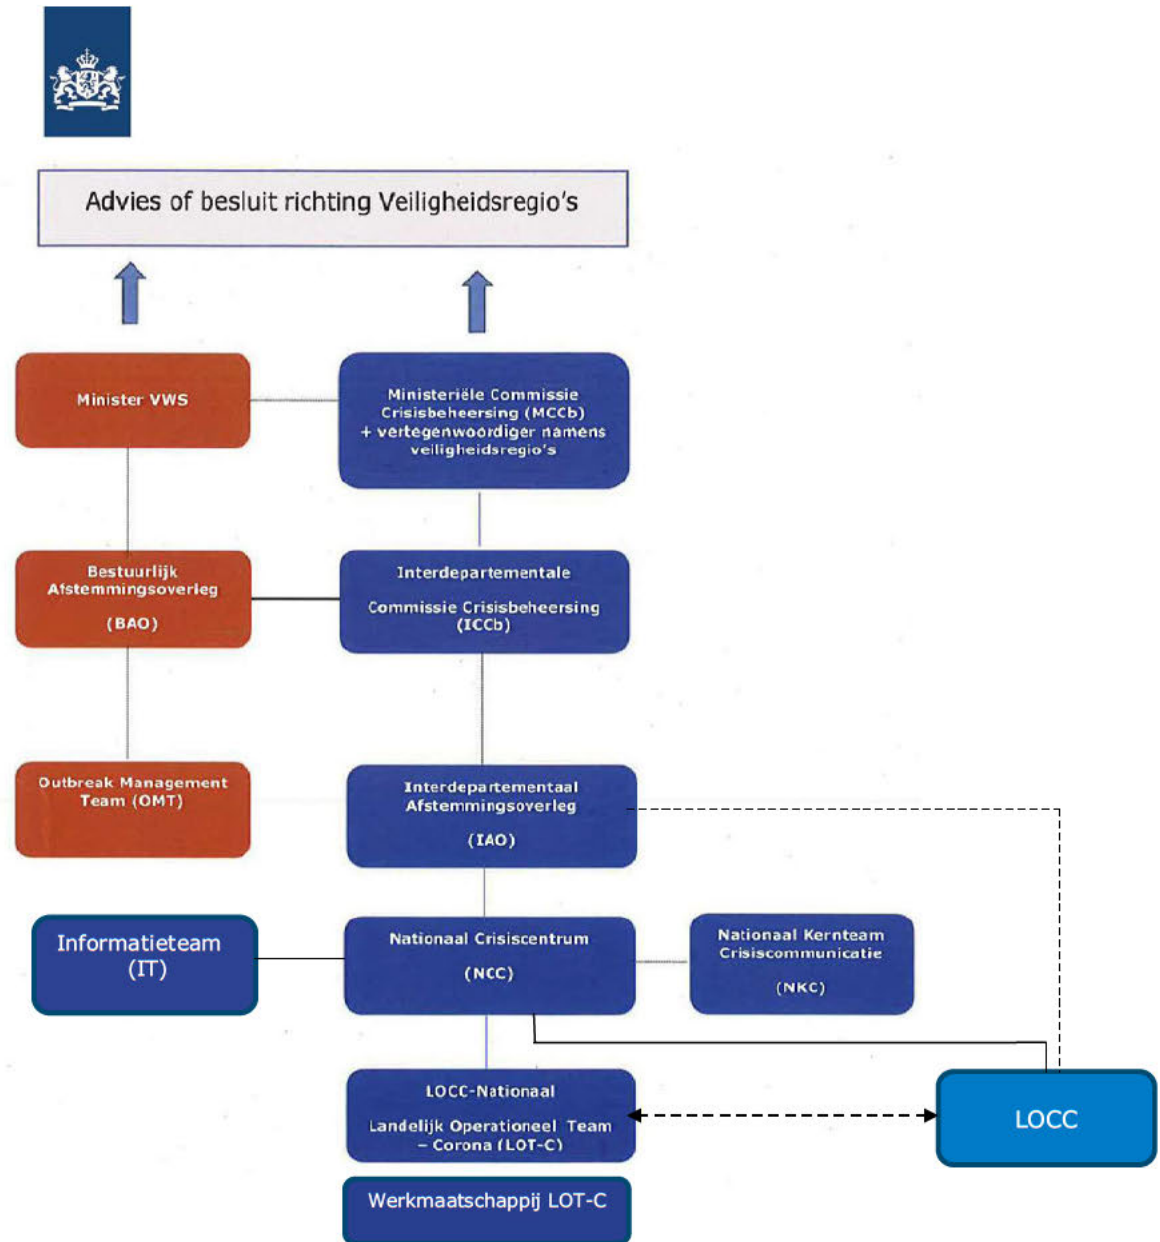 Advies of besluit richting Veiligheidsregio's
Minister VWS
Ministeriële Commissie
Crisisbeheersing (MCCb)
+ vertegenwoordiger namens
veiligheidsregio's
Bestuurlijk
Afstemmingsoverleg
(BAO)
Interdepartementale
Commissie Crisisbeheersing
(ICCb)
Outbreak Management
Team (OMT)
Interdepartementaal
Afstemmingsoverleg
(IAO)
Informatieteam
(IT)
Nationaal Crisiscentrum
(NCC)
Nationaal Kernteam
Crisiscommunicatie
(NKC)
LOCC-Nationaal
Landelijk Operationeel Team
– Corona (LOT-C)
LOCC
Werkmaatschappij LOT-C